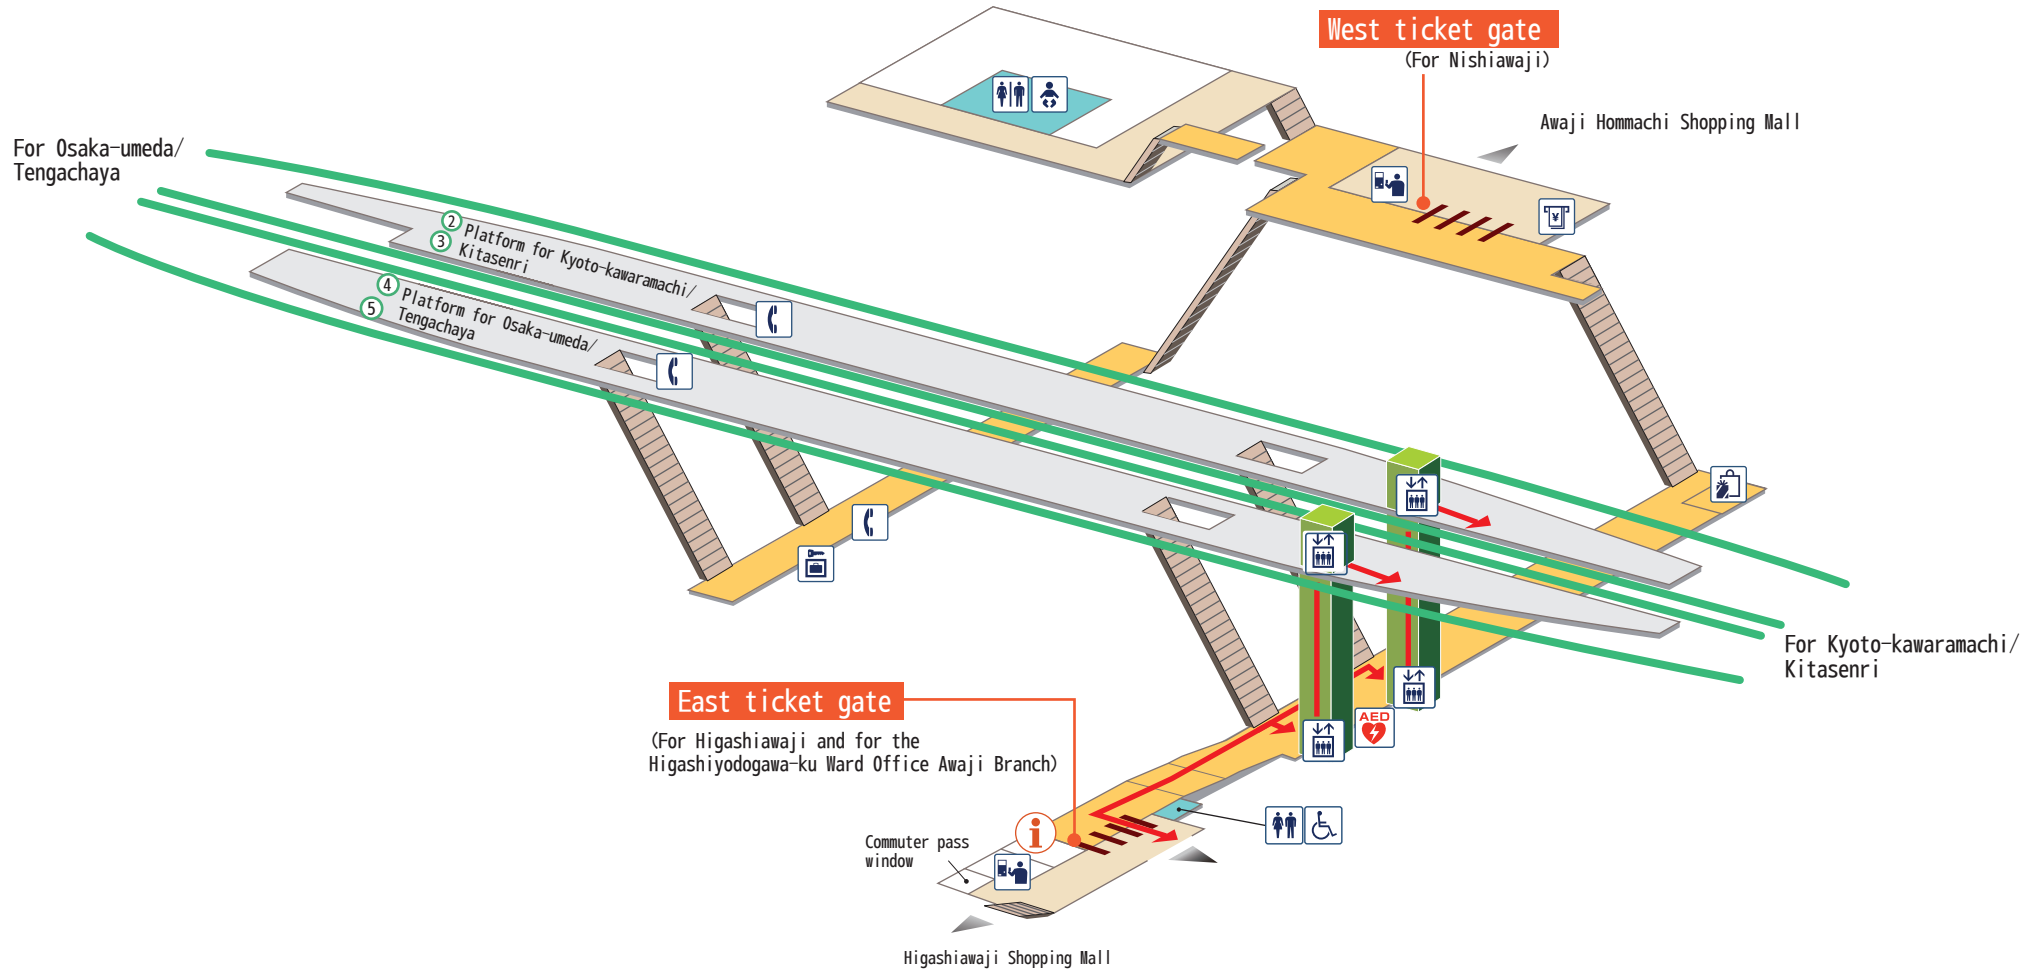 West ticket gate
(For Nishiawaji)
Awaji Hommachi Shopping Mall
¥
For Osaka-umeda/
Tengachaya
2
3
Platform for Kyoto-kawaramachi/
Kitasenri
4
5
Platform for Osaka-umeda/
Tengachaya
For Kyoto-kawaramachi/
Kitasenri
East ticket gate
(For Higashiawaji and for the
Higashiyodogawa-ku Ward Office Awaji Branch)
AED
i
Commuter pass
window
Higashiawaji Shopping Mall